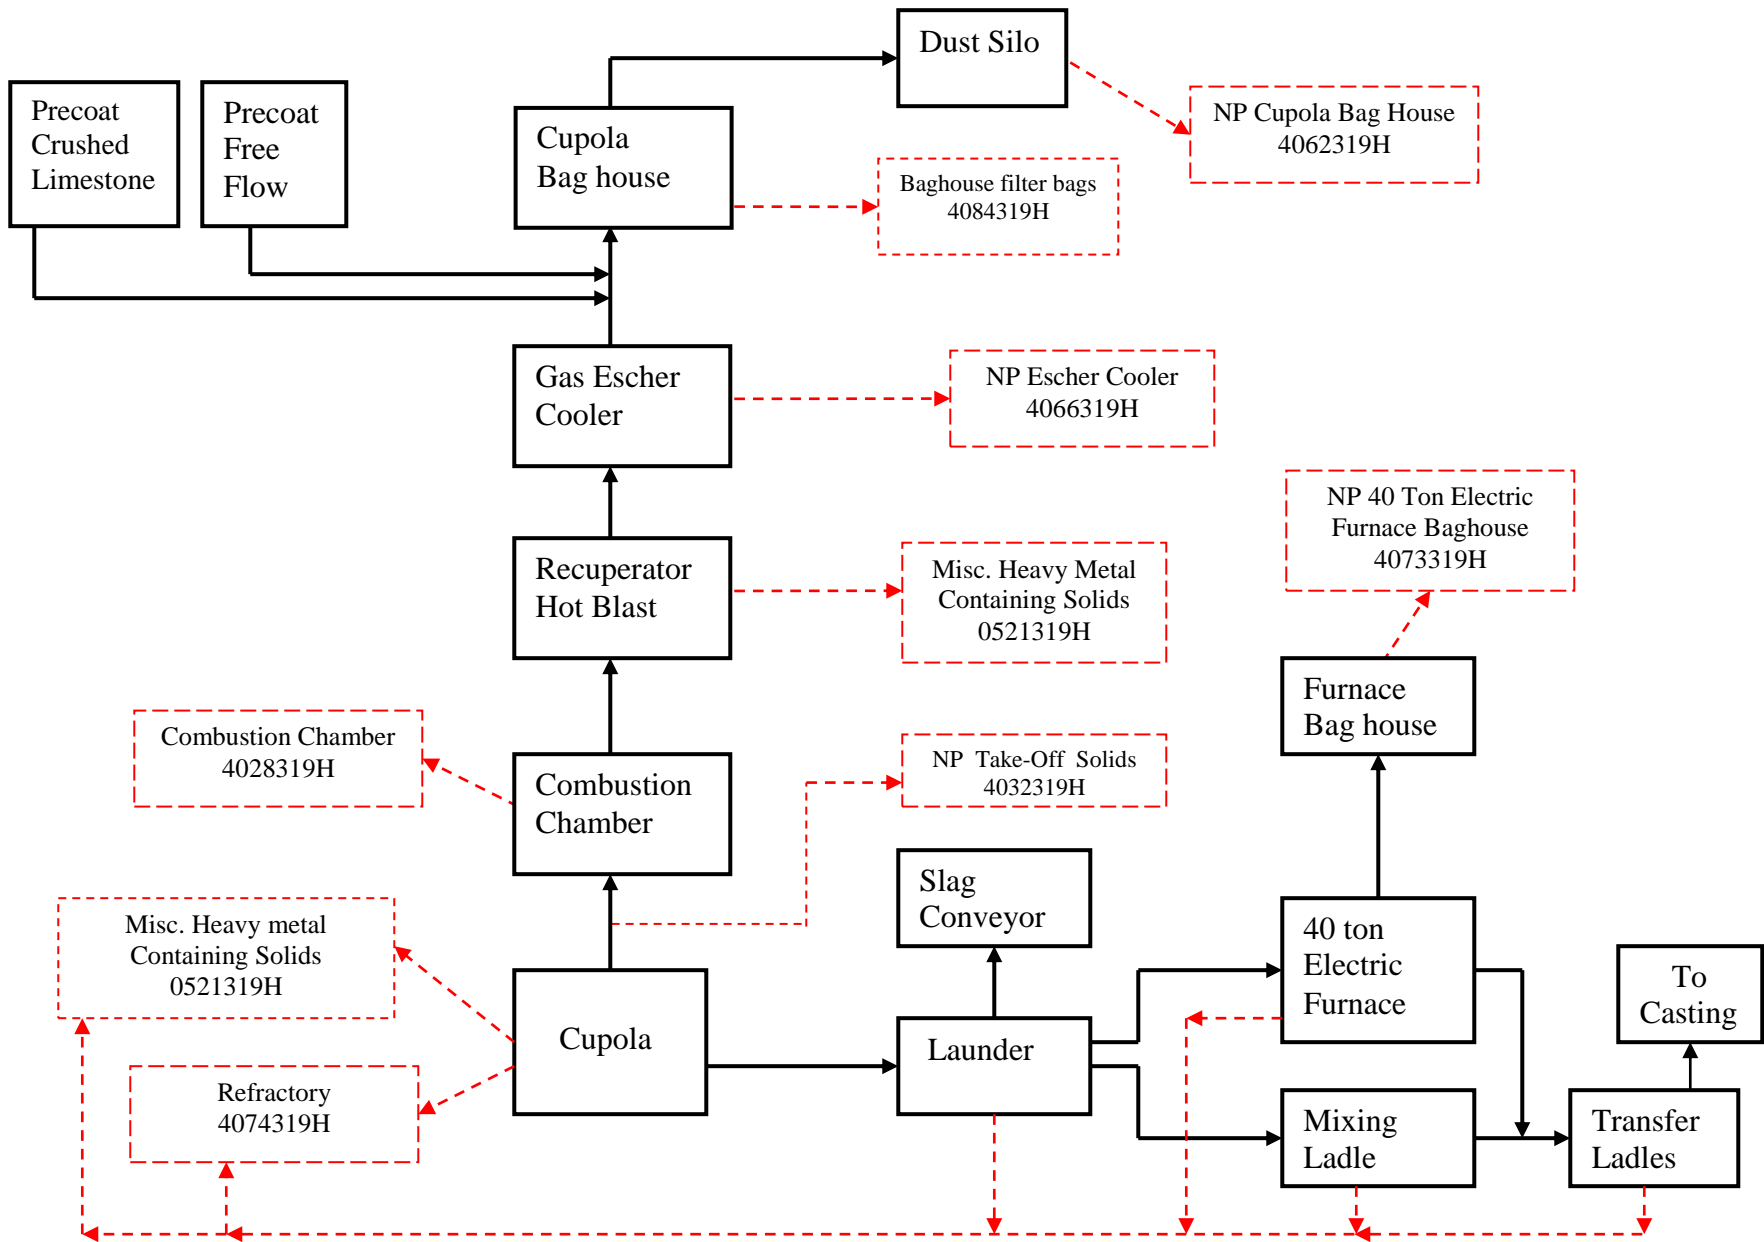 Dust Silo
Precoat
Crushed
Limestone
Precoat
Free
Flow
Cupola
Bag house
NP Cupola Bag House
4062319H
Baghouse filter bags
4084319H
Gas Escher
Cooler
NP Escher Cooler
4066319H
NP 40 Ton Electric
Furnace Baghouse
4073319H
Recuperator
Hot Blast
Misc. Heavy Metal
Containing Solids
0521319H
Furnace
Bag house
Combustion Chamber
4028319H
Combustion
Chamber
NP Take-Off Solids
4032319H
Slag
Conveyor
40 ton
Electric
Furnace
Misc. Heavy metal
Containing Solids
0521319H
To
Casting
Cupola
Launder
Refractory
4074319H
Mixing
Ladle
Transfer
Ladles